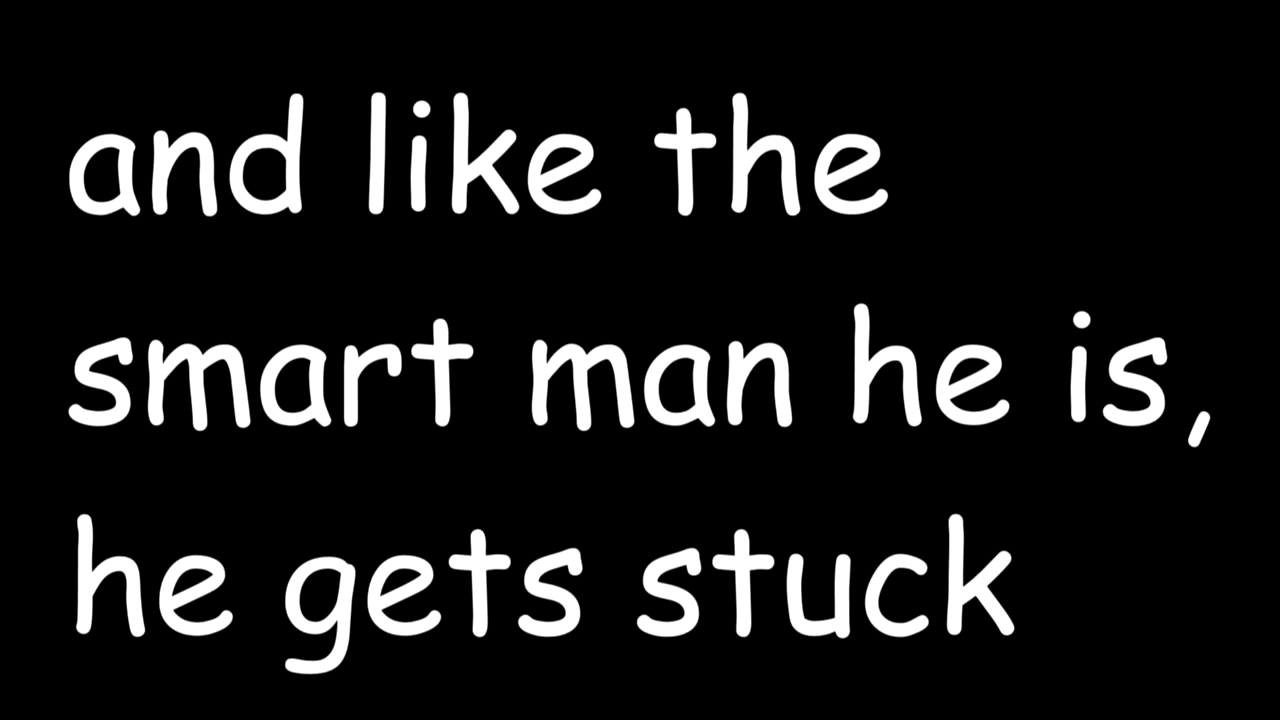 and like the
smart man he is,
he gets stuck